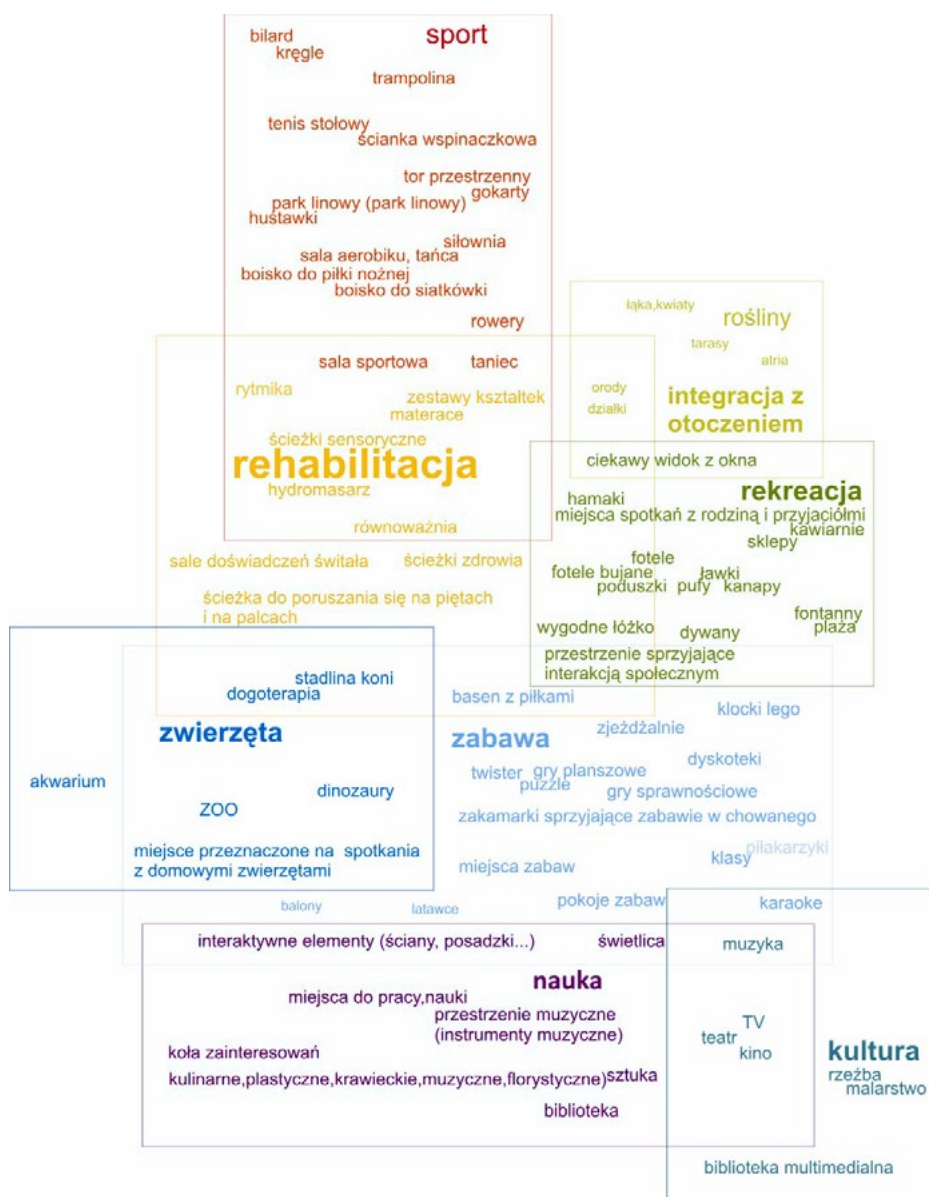 bilard
sport
kręgle
trampolina
tenis stołowy
ścianka wspinaczkowa
tor przestrzenny
gokarty
park linowy (park linowy)
huśtawki
siłownia
sala aerobiku, tańca
boisko do piłki nożnej
boisko do siatkówki
rowery
sala sportowa
taniec
łąka,kwiaty
rośliny
tarasy
atria
orody
działki
integracja z
otoczeniem
rytmika
zestawy kształtek
materace
ścieżki sensoryczne
rehabilitacja
hydromasarz
równoważnia
sale doświadczeń świtała
ścieżki zdrowia
ścieżka do poruszania się na piętach
i na palcach
ciekawy widok z okna
rekreacja
hamaki
miejsca spotkań z rodziną i przyjaciółmi
kawiarnie
sklepy
fotele
fotele bujane
ławki
poduszki
pufy
kanapy
fontanny
plaża
wygodne łóżko
dywany
przestrzenie sprzyjające
interakcją społecznym
stadlina koni
dogoterapia
zwierzęta
akwarium
dinozaury
ZOO
miejsce przeznaczone na spotkania
z domowymi zwierzętami
basen z piłkami
klocki lego
zjeżdżalnie
zabawa
dyskoteki
twister
gry planszowe
puzzle
gry sprawnościowe
zakamarki sprzyjające zabawie w chowanego
piłakarzyki
klasy
miejsca zabaw
pokoje zabaw
karaoke
balony
latawce
interaktywne elementy (ściany, posadzki...)
świetlica
muzyka
nauka
miejsca do pracy,nauki
przestrzenie muzyczne
(instrumenty muzyczne)
koła zainteresowań
kulinarne,plastyczne,krawieckie,muzyczne,florystyczne)
sztuka
biblioteka
TV
teatr
kino
kultura
rzeźba
malarstwo
biblioteka multimedialna